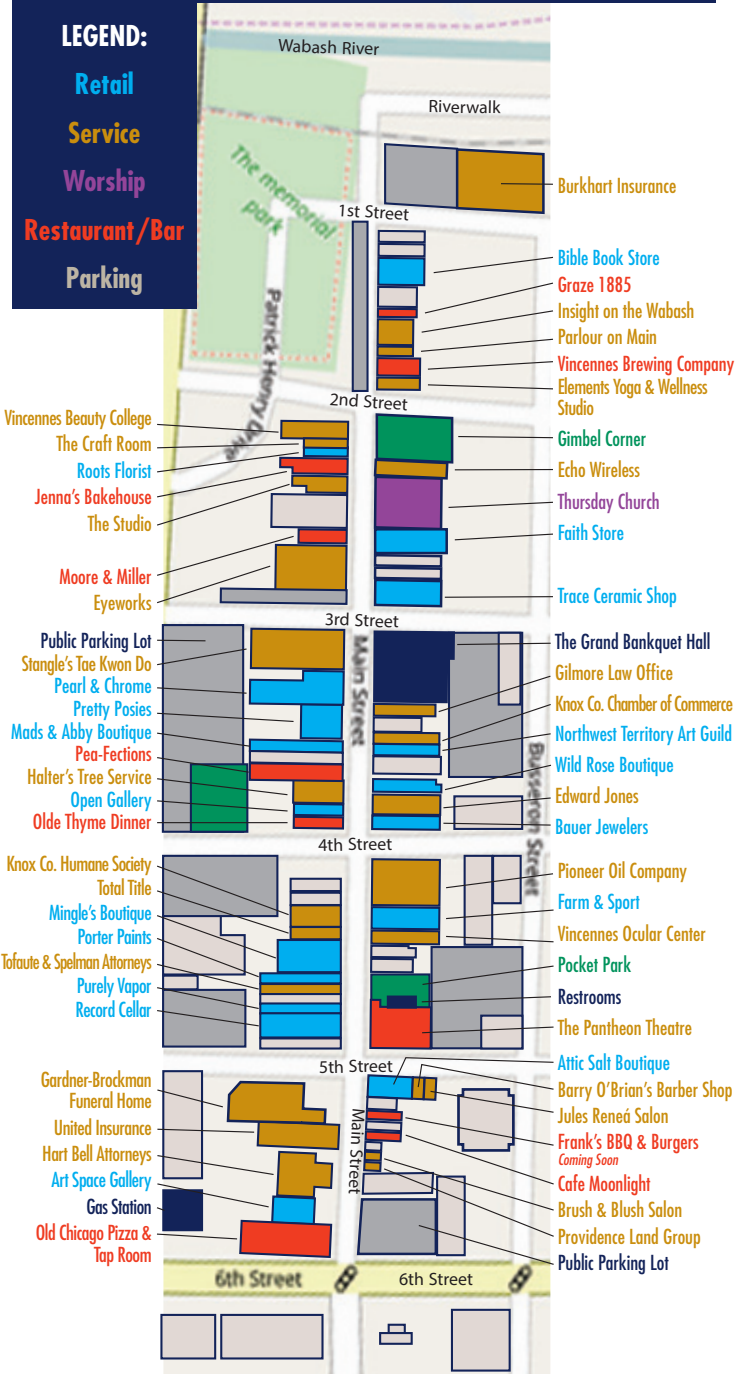 LEGEND:
Retail
Service
Worship
Restaurant/Bar
Parking
Wabash River
Riverwalk
The memorial
park
1st Street
Patrick Henry Drive
Burkhart Insurance
Bible Book Store
Graze 1885
Insight on the Wabash
Parlour on Main
Vincennes Brewing Company
Elements Yoga & Wellness
Studio
2nd Street
Vincennes Beauty College
The Craft Room
Roots Florist
Jenna's Bakehouse
The Studio
Moore & Miller
Eyeworks
Gimbel Corner
Echo Wireless
Thursday Church
Faith Store
Trace Ceramic Shop
3rd Street
Main Street
Public Parking Lot
Stangle's Tae Kwon Do
Pearl & Chrome
Pretty Posies
Mads & Abby Boutique
Pea-Fections
Halter's Tree Service
Open Gallery
Olde Thyme Dinner
The Grand Bankquet Hall
Gilmore Law Office
Knox Co. Chamber of Commerce
Northwest Territory Art Guild
Wild Rose Boutique
Edward Jones
Bauer Jewelers
Busseron Street
4th Street
Knox Co. Humane Society
Total Title
Mingle's Boutique
Porter Paints
Tofaute & Spelman Attorneys
Purely Vapor
Record Cellar
Pioneer Oil Company
Farm & Sport
Vincennes Ocular Center
Pocket Park
Restrooms
The Pantheon Theatre
5th Street
Main Street
Gardner-Brockman
Funeral Home
United Insurance
Hart Bell Attorneys
Art Space Gallery
Gas Station
Old Chicago Pizza &
Tap Room
Attic Salt Boutique
Barry O'Brian's Barber Shop
Jules Reneá Salon
Frank's BBQ & Burgers
Coming Soon
Cafe Moonlight
Brush & Blush Salon
Providence Land Group
Public Parking Lot
6th Street
6th Street